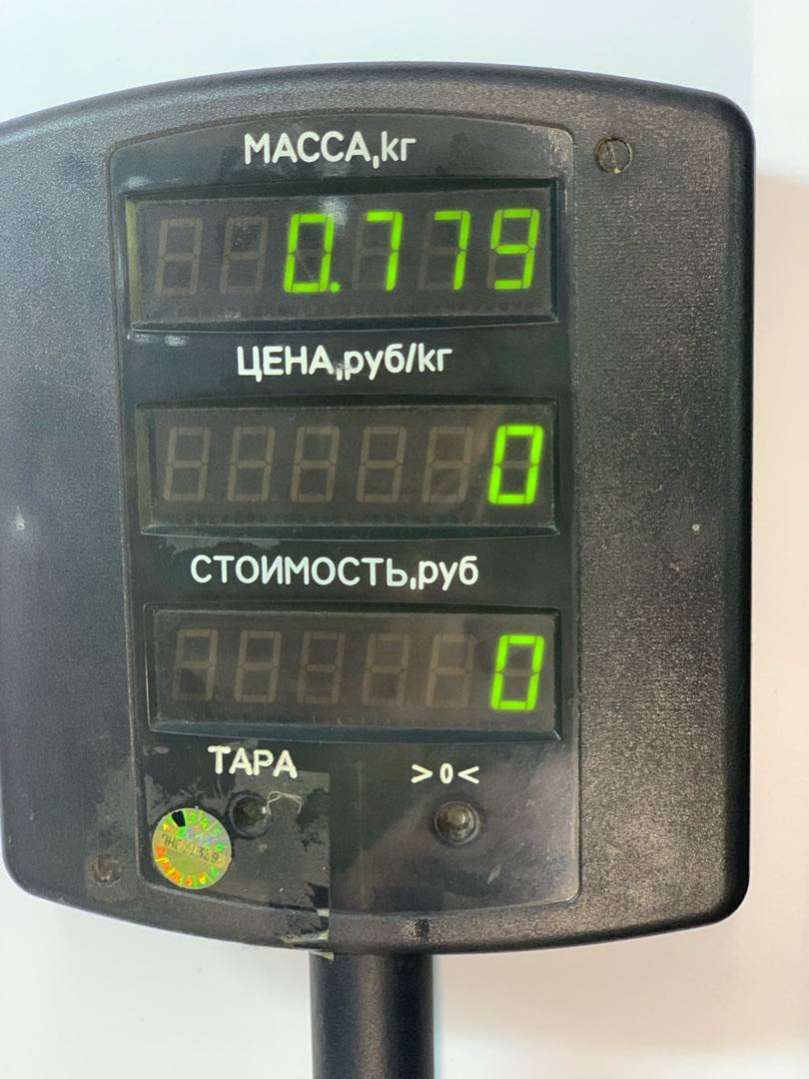 МАССА,кг
0.779
ЦЕНА,руб/кг
0
СТОИМОСТЬ,руб
0
ТАРА >0<